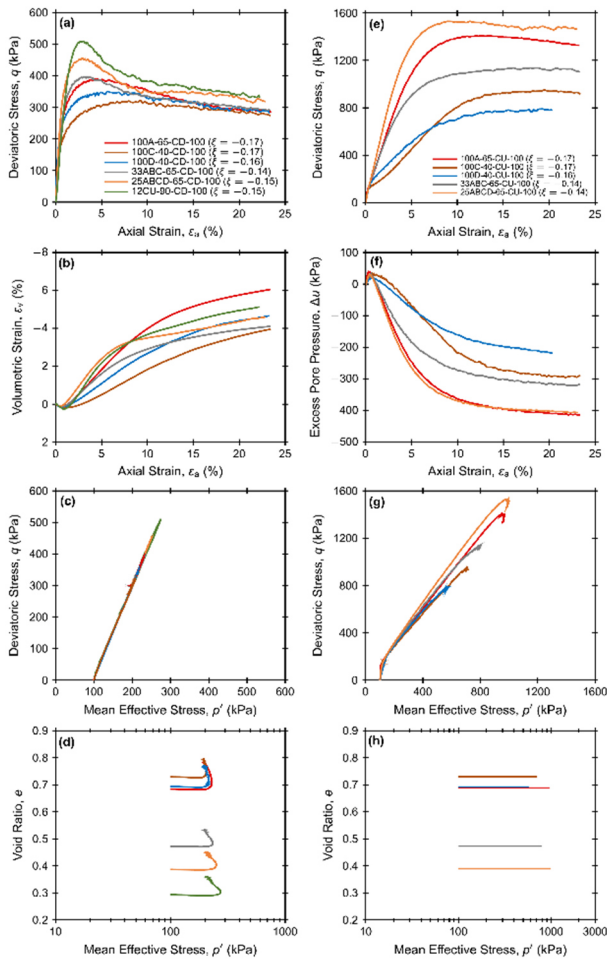 (a)
Deviatoric Stress, q (kPa)
600
500
400
300
200
100
0
100A-65-CD-100 (ξ = −0.17)
100C-40-CD-100 (ξ = −0.17)
100D-40-CD-100 (ξ = −0.16)
33ABC-65-CD-100 (ξ = −0.14)
25ABCD-65-CD-100 (ξ = −0.15)
12CU-90-CD-100 (ξ = −0.15)
0 5 10 15 20 25
Axial Strain, εa (%)
(e)
Deviatoric Stress, q (kPa)
1600
1200
800
400
0
100A-65-CU-100 (ξ = −0.17)
100C-40-CU-100 (ξ = −0.17)
100D-40-CU-100 (ξ = −0.16)
33ABC-65-CU-100 (ξ = 0.14)
25ABCD-65-CU-100 (ξ = −0.14)
0 5 10 15 20 25
Axial Strain, εa (%)
(b)
Volumetric Strain, εv (%)
−8
−6
−4
−2
0
2
0 5 10 15 20 25
Axial Strain, εa (%)
(f)
Excess Pore Pressure, Δu (kPa)
100
0
−100
−200
−300
−400
−500
0 5 10 15 20 25
Axial Strain, εa (%)
(c)
Deviatoric Stress, q (kPa)
600
500
400
300
200
100
0
0 100 200 300 400 500 600
Mean Effective Stress, p′ (kPa)
(g)
Deviatoric Stress, q (kPa)
1600
1200
800
400
0
0 400 800 1200 1600
Mean Effective Stress, p′ (kPa)
(d)
Void Ratio, e
0.9
0.8
0.7
0.6
0.5
0.4
0.3
0.2
10 100 1000
Mean Effective Stress, p′ (kPa)
(h)
Void Ratio, e
0.9
0.8
0.7
0.6
0.5
0.4
0.3
0.2
10 100 1000 3000
Mean Effective Stress, p′ (kPa)